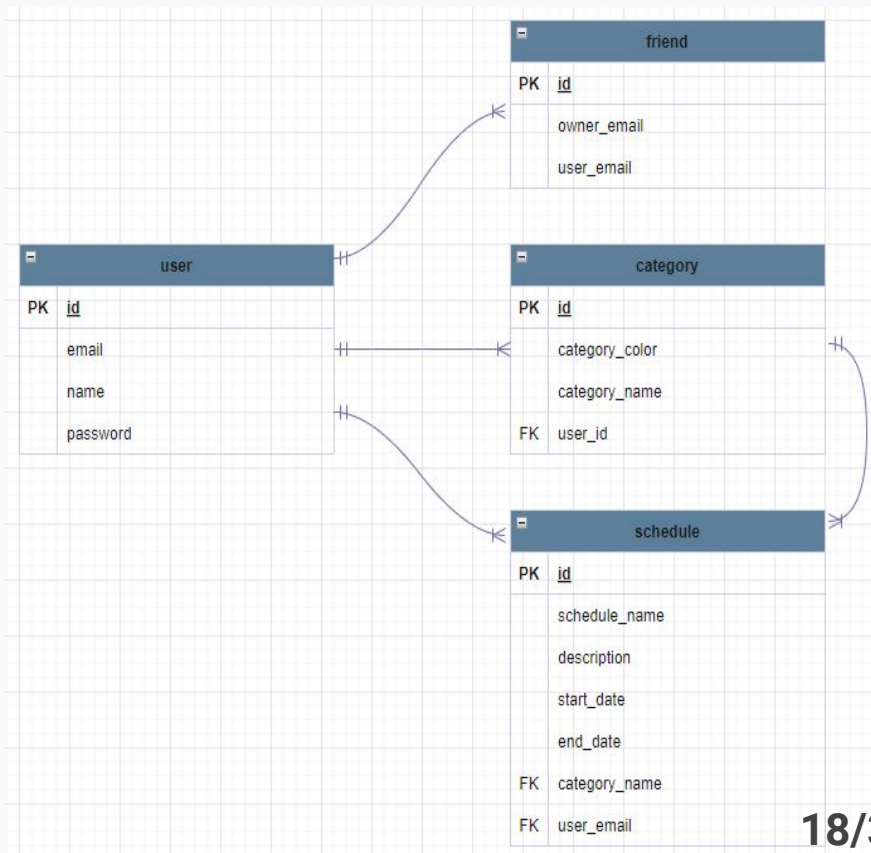 friend
PK id
owner_email
user_email
user
PK id
email
name
password
category
PK id
category_color
category_name
FK user_id
schedule
PK id
schedule_name
description
start_date
end_date
FK category_name
FK user_email
18/3